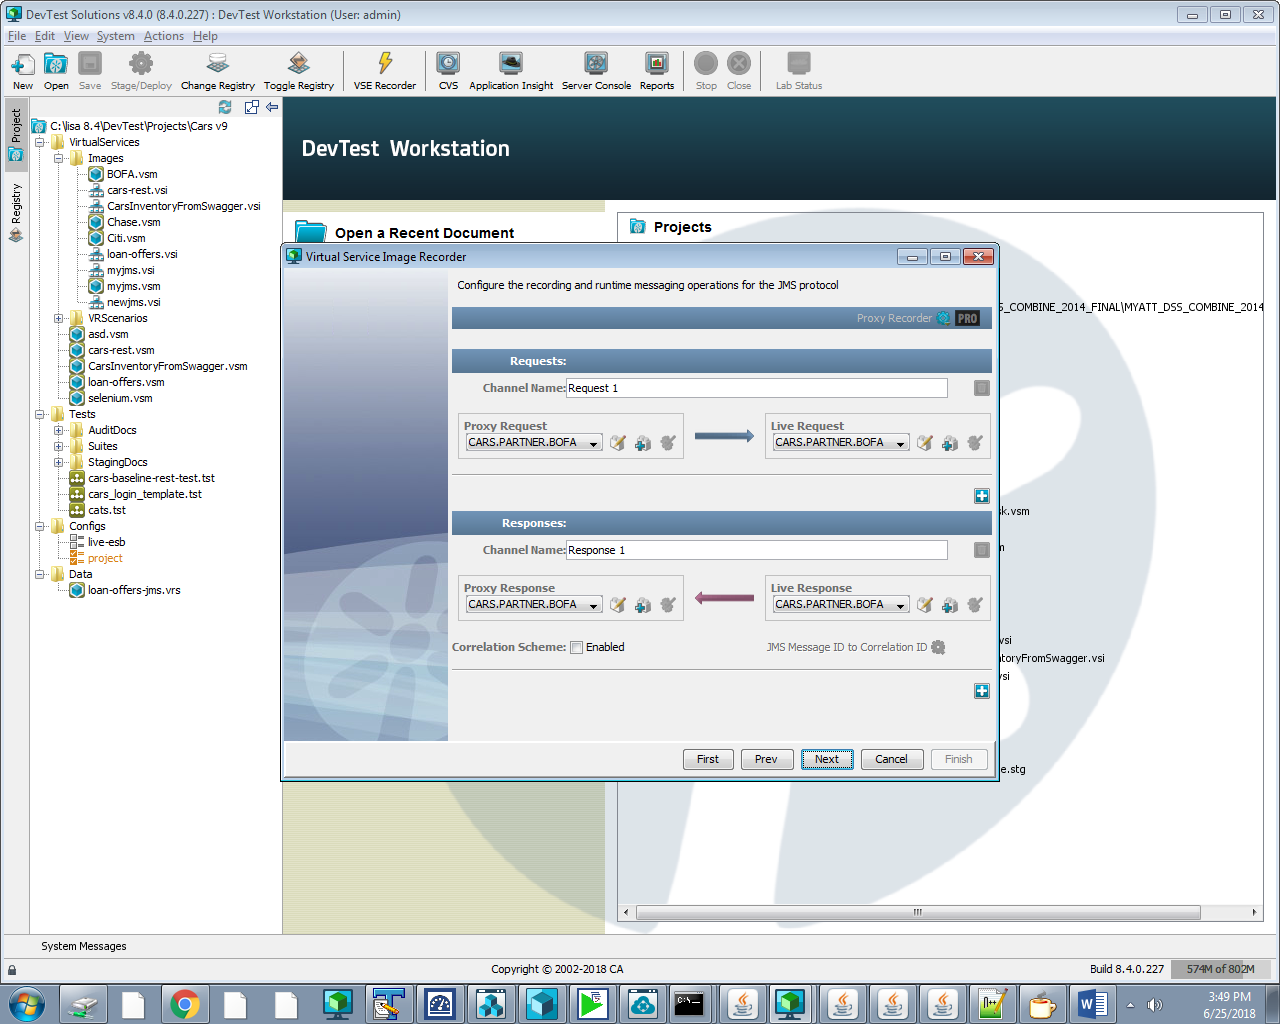 DevTest Solutions v8.4.0 (8.4.0.227) : DevTest Workstation (User: admin)
File Edit View System Actions Help
New Open Save Stage/Deploy Change Registry Toggle Registry VSE Recorder CVS Application Insight Server Console Reports Stop Close Lab Status
Project
Registry
C:\lisa 8.4\DevTest\Projects\Cars v9
VirtualServices
Images
BOFA.vsm
cars-rest.vsi
CarsInventoryFromSwagger.vsi
Chase.vsm
Citi.vsm
loan-offers.vsi
myjms.vsi
myjms.vsm
newjms.vsi
VRScenarios
asd.vsm
cars-rest.vsm
CarsInventoryFromSwagger.vsm
loan-offers.vsm
selenium.vsm
Tests
AuditDocs
Suites
StagingDocs
cars-baseline-rest-test.tst
cars_login_template.tst
cats.tst
Configs
live-esb
project
Data
loan-offers-jms.vrs
DevTest Workstation
Open a Recent Document
Projects
S_COMBINE_2014_FINAL\MYATT_DSS_COMBINE_2014
sk.vsm
m
vsi
atoryFromSwagger.vsi
vsi
e.stg
Virtual Service Image Recorder
Configure the recording and runtime messaging operations for the JMS protocol
Proxy Recorder PRO
Requests:
Channel Name: Request 1
Proxy Request
CARS.PARTNER.BOFA
Live Request
CARS.PARTNER.BOFA
Responses:
Channel Name: Response 1
Proxy Response
CARS.PARTNER.BOFA
Live Response
CARS.PARTNER.BOFA
Correlation Scheme: Enabled
JMS Message ID to Correlation ID
First Prev Next Cancel Finish
System Messages
Copyright © 2002-2018 CA
Build 8.4.0.227
574M of 802M
3:49 PM
6/25/2018